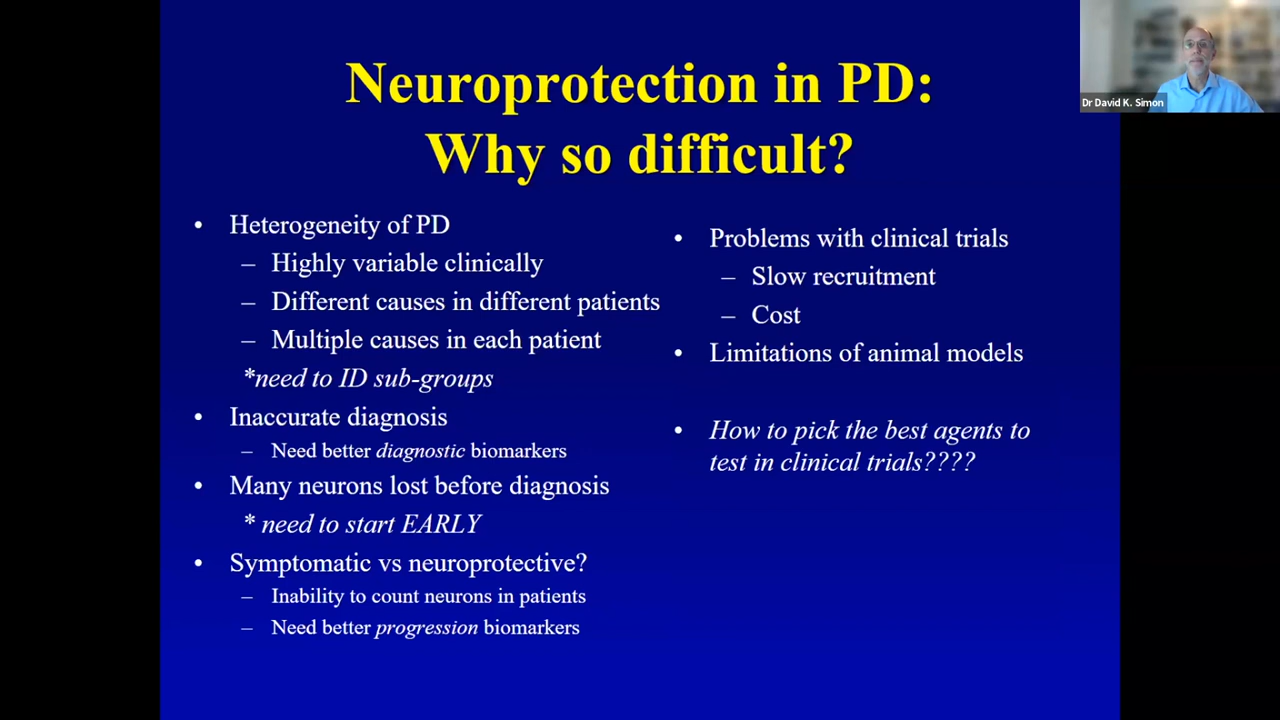 Neuroprotection in PD:
Why so difficult?
• Heterogeneity of PD
– Highly variable clinically
– Different causes in different patients
– Multiple causes in each patient
*need to ID sub-groups
• Inaccurate diagnosis
– Need better diagnostic biomarkers
• Many neurons lost before diagnosis
* need to start EARLY
• Symptomatic vs neuroprotective?
– Inability to count neurons in patients
– Need better progression biomarkers
• Problems with clinical trials
– Slow recruitment
– Cost
• Limitations of animal models
• How to pick the best agents to
test in clinical trials????
Dr David K. Simon